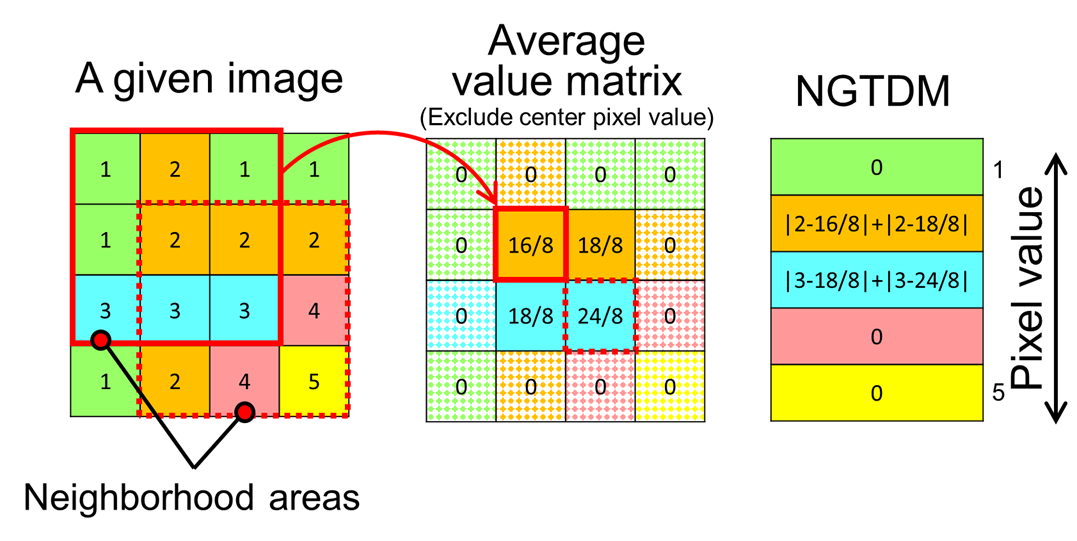 A given image
Average
value matrix
(Exclude center pixel value)
NGTDM
1 2 1 1
1 2 2 2
3 3 3 4
1 2 4 5
0 0 0 0
0 16/8 18/8 0
0 18/8 24/8 0
0 0 0 0
0
|2-16/8|+|2-18/8|
|3-18/8|+|3-24/8|
0
0
1
5
Pixel value
Neighborhood areas